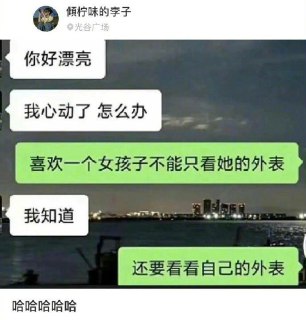 倾柠味的李子
光谷广场
你好漂亮
我心动了 怎么办
喜欢一个女孩子不能只看她的外表
我知道
还要看看自己的外表
哈哈哈哈哈